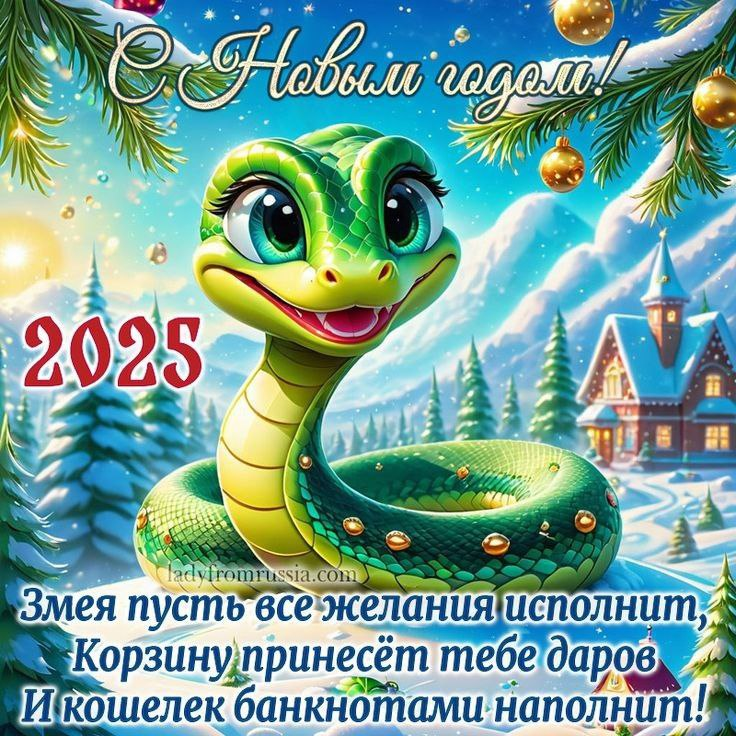 С Новым годом!
2025
ladyfromrussia.com
Змея пусть все желания исполнит,
Корзину принесёт тебе даров
И кошелек банкнотами наполнит!